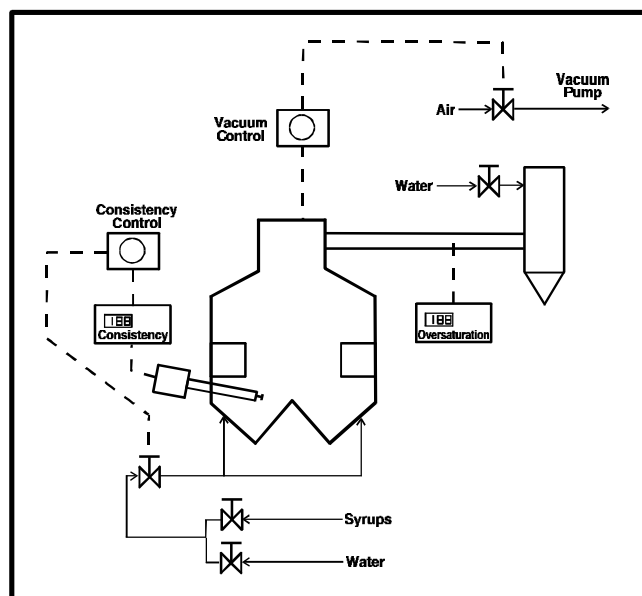 Vacuum
Pump
Air
Vacuum
Control
Water
Consistency
Control
188
Consistency
188
Oversaturation
Syrups
Water